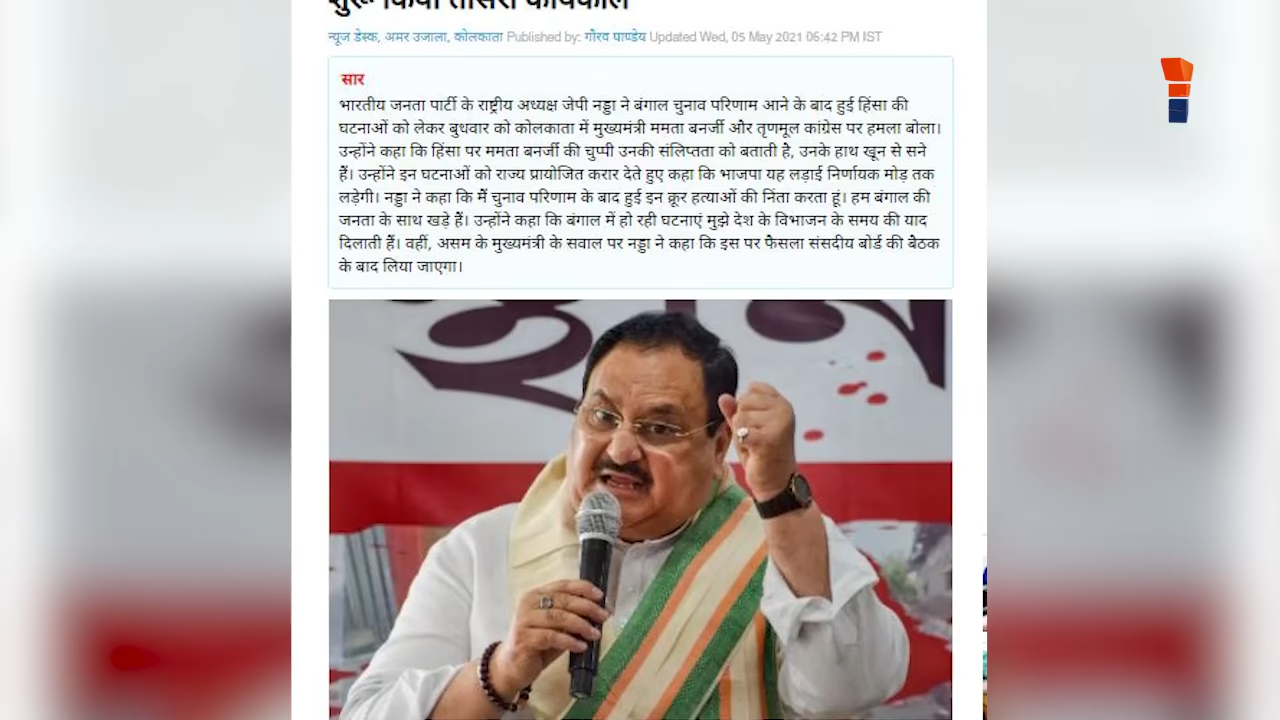 शुरू किया तीसरा कार्यकाल
न्यूज डेस्क, अमर उजाला, कोलकाता Published by: गौरव पाण्डेय Updated Wed, 05 May 2021 06:42 PM IST
सार
भारतीय जनता पार्टी के राष्ट्रीय अध्यक्ष जेपी नड्डा ने बंगाल चुनाव परिणाम आने के बाद हुई हिंसा की
घटनाओं को लेकर बुधवार को कोलकाता में मुख्यमंत्री ममता बनर्जी और तृणमूल कांग्रेस पर हमला बोला।
उन्होंने कहा कि हिंसा पर ममता बनर्जी की चुप्पी उनकी संलिप्तता को बताती है, उनके हाथ खून से सने
हैं। उन्होंने इन घटनाओं को राज्य प्रायोजित करार देते हुए कहा कि भाजपा यह लड़ाई निर्णायक मोड़ तक
लड़ेगी। नड्डा ने कहा कि मैं चुनाव परिणाम के बाद हुई इन क्रूर हत्याओं की निंता करता हूं। हम बंगाल की
जनता के साथ खड़े हैं। उन्होंने कहा कि बंगाल में हो रही घटनाएं मुझे देश के विभाजन के समय की याद
दिलाती हैं। वहीं, असम के मुख्यमंत्री के सवाल पर नड्डा ने कहा कि इस पर फैसला संसदीय बोर्ड की बैठक
के बाद लिया जाएगा।